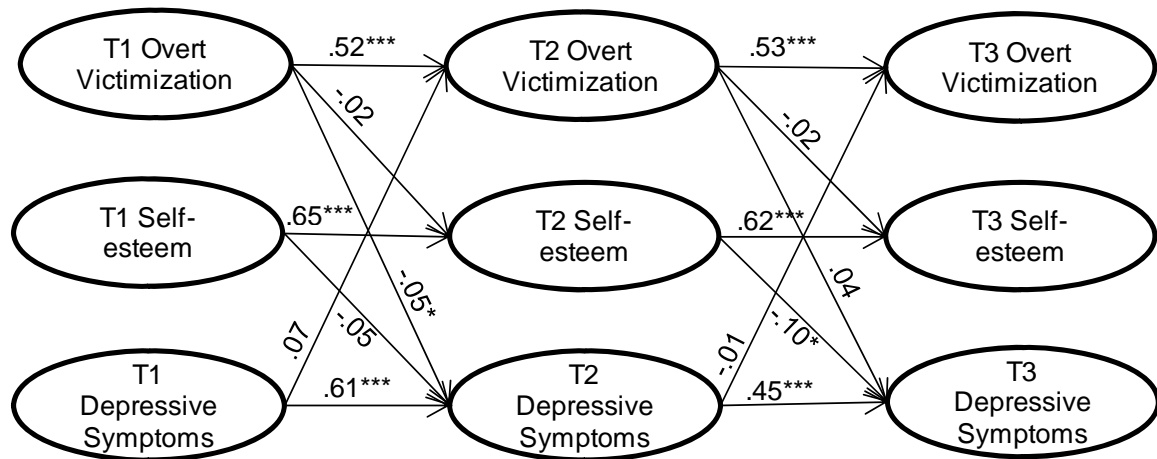 T1 Overt
Victimization
.52***
T2 Overt
Victimization
.53***
T3 Overt
Victimization
-.02
-.02
T1 Self-
esteem
.65***
T2 Self-
esteem
.62***
T3 Self-
esteem
-.05*
.04
-.05
-.10*
.07
-.01
T1
Depressive
Symptoms
.61***
T2
Depressive
Symptoms
.45***
T3
Depressive
Symptoms